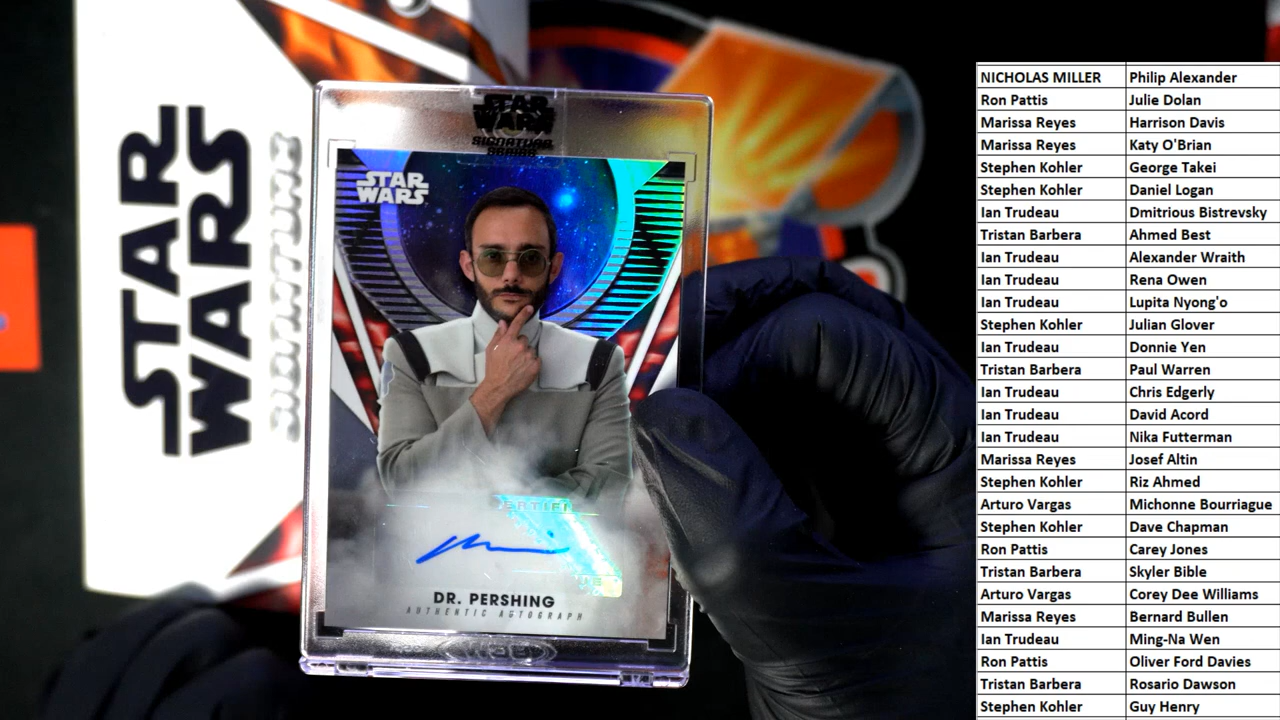 STAR
WARS
SIGNATURE
STAR
WARS
SIGNATURE
SERIES
STAR
WARS
CERTIFIED
DR. PERSHING
AUTHENTIC AUTOGRAPH
NICHOLAS MILLER Philip Alexander
Ron Pattis Julie Dolan
Marissa Reyes Harrison Davis
Marissa Reyes Katy O'Brian
Stephen Kohler George Takei
Stephen Kohler Daniel Logan
Ian Trudeau Dmitrious Bistrevsky
Tristan Barbera Ahmed Best
Ian Trudeau Alexander Wraith
Ian Trudeau Rena Owen
Ian Trudeau Lupita Nyong'o
Stephen Kohler Julian Glover
Ian Trudeau Donnie Yen
Tristan Barbera Paul Warren
Ian Trudeau Chris Edgerly
Ian Trudeau David Acord
Ian Trudeau Nika Futterman
Marissa Reyes Josef Altin
Stephen Kohler Riz Ahmed
Arturo Vargas Michonne Bourriague
Stephen Kohler Dave Chapman
Ron Pattis Carey Jones
Tristan Barbera Skyler Bible
Arturo Vargas Corey Dee Williams
Marissa Reyes Bernard Bullen
Ian Trudeau Ming-Na Wen
Ron Pattis Oliver Ford Davies
Tristan Barbera Rosario Dawson
Stephen Kohler Guy Henry